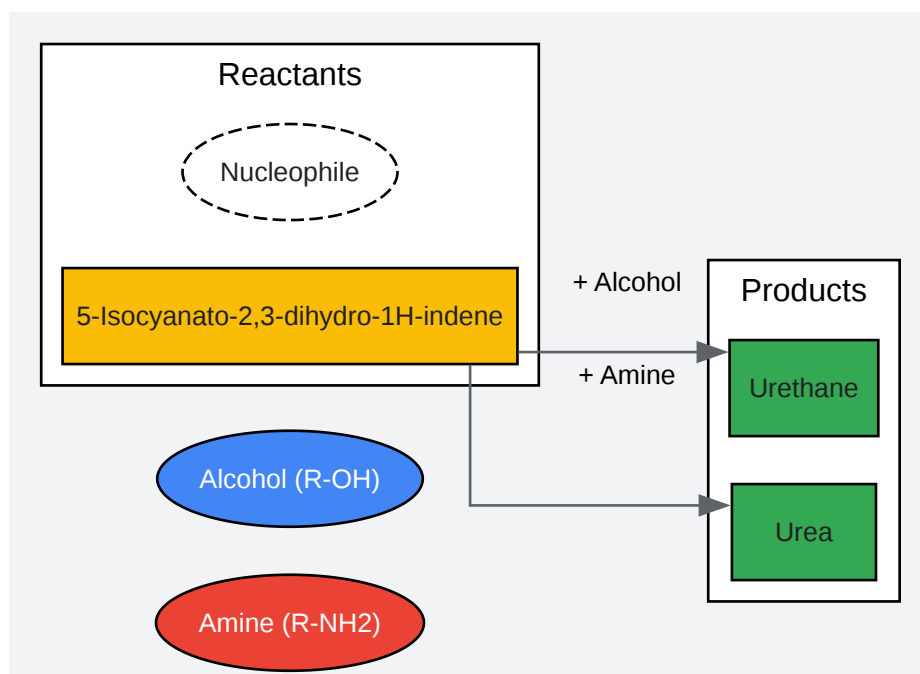 Reactants
Nucleophile
5-Isocyanato-2,3-dihydro-1H-indene
+ Alcohol
+ Amine
Products
Urethane
Urea
Alcohol (R-OH)
Amine (R-NH2)